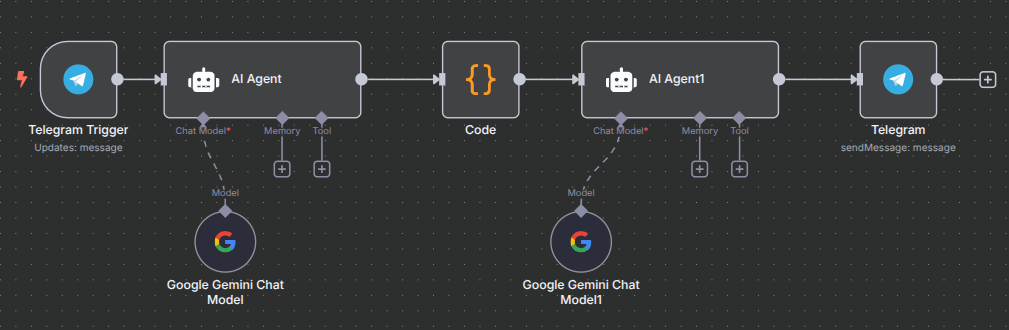 AI Agent
{}
AI Agent1
Telegram Trigger
Updates: message
Chat Model*
Memory
Tool
Code
Chat Model*
Memory
Tool
Telegram
sendMessage: message
Model
Model
Google Gemini Chat
Model
Google Gemini Chat
Model1